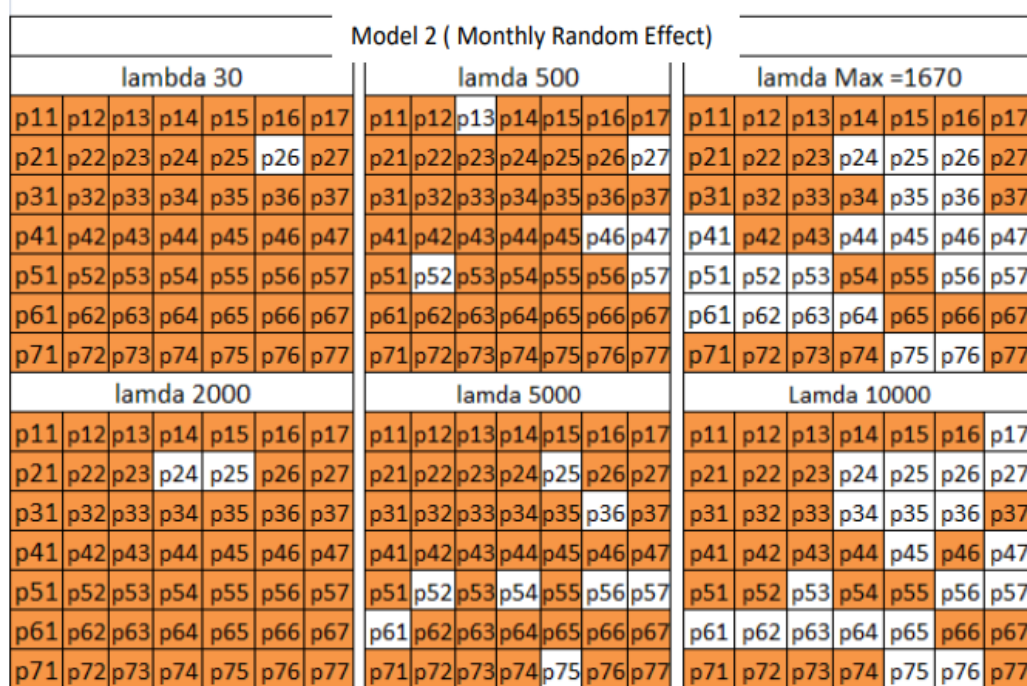 Model 2 ( Monthly Random Effect)
lambda 30 lamda 500 lamda Max =1670
p11 p12 p13 p14 p15 p16 p17 p11 p12 p13 p14 p15 p16 p17 p11 p12 p13 p14 p15 p16 p17
p21 p22 p23 p24 p25 p26 p27 p21 p22 p23 p24 p25 p26 p27 p21 p22 p23 p24 p25 p26 p27
p31 p32 p33 p34 p35 p36 p37 p31 p32 p33 p34 p35 p36 p37 p31 p32 p33 p34 p35 p36 p37
p41 p42 p43 p44 p45 p46 p47 p41 p42 p43 p44 p45 p46 p47 p41 p42 p43 p44 p45 p46 p47
p51 p52 p53 p54 p55 p56 p57 p51 p52 p53 p54 p55 p56 p57 p51 p52 p53 p54 p55 p56 p57
p61 p62 p63 p64 p65 p66 p67 p61 p62 p63 p64 p65 p66 p67 p61 p62 p63 p64 p65 p66 p67
p71 p72 p73 p74 p75 p76 p77 p71 p72 p73 p74 p75 p76 p77 p71 p72 p73 p74 p75 p76 p77
lamda 2000 lamda 5000 Lamda 10000
p11 p12 p13 p14 p15 p16 p17 p11 p12 p13 p14 p15 p16 p17 p11 p12 p13 p14 p15 p16 p17
p21 p22 p23 p24 p25 p26 p27 p21 p22 p23 p24 p25 p26 p27 p21 p22 p23 p24 p25 p26 p27
p31 p32 p33 p34 p35 p36 p37 p31 p32 p33 p34 p35 p36 p37 p31 p32 p33 p34 p35 p36 p37
p41 p42 p43 p44 p45 p46 p47 p41 p42 p43 p44 p45 p46 p47 p41 p42 p43 p44 p45 p46 p47
p51 p52 p53 p54 p55 p56 p57 p51 p52 p53 p54 p55 p56 p57 p51 p52 p53 p54 p55 p56 p57
p61 p62 p63 p64 p65 p66 p67 p61 p62 p63 p64 p65 p66 p67 p61 p62 p63 p64 p65 p66 p67
p71 p72 p73 p74 p75 p76 p77 p71 p72 p73 p74 p75 p76 p77 p71 p72 p73 p74 p75 p76 p77